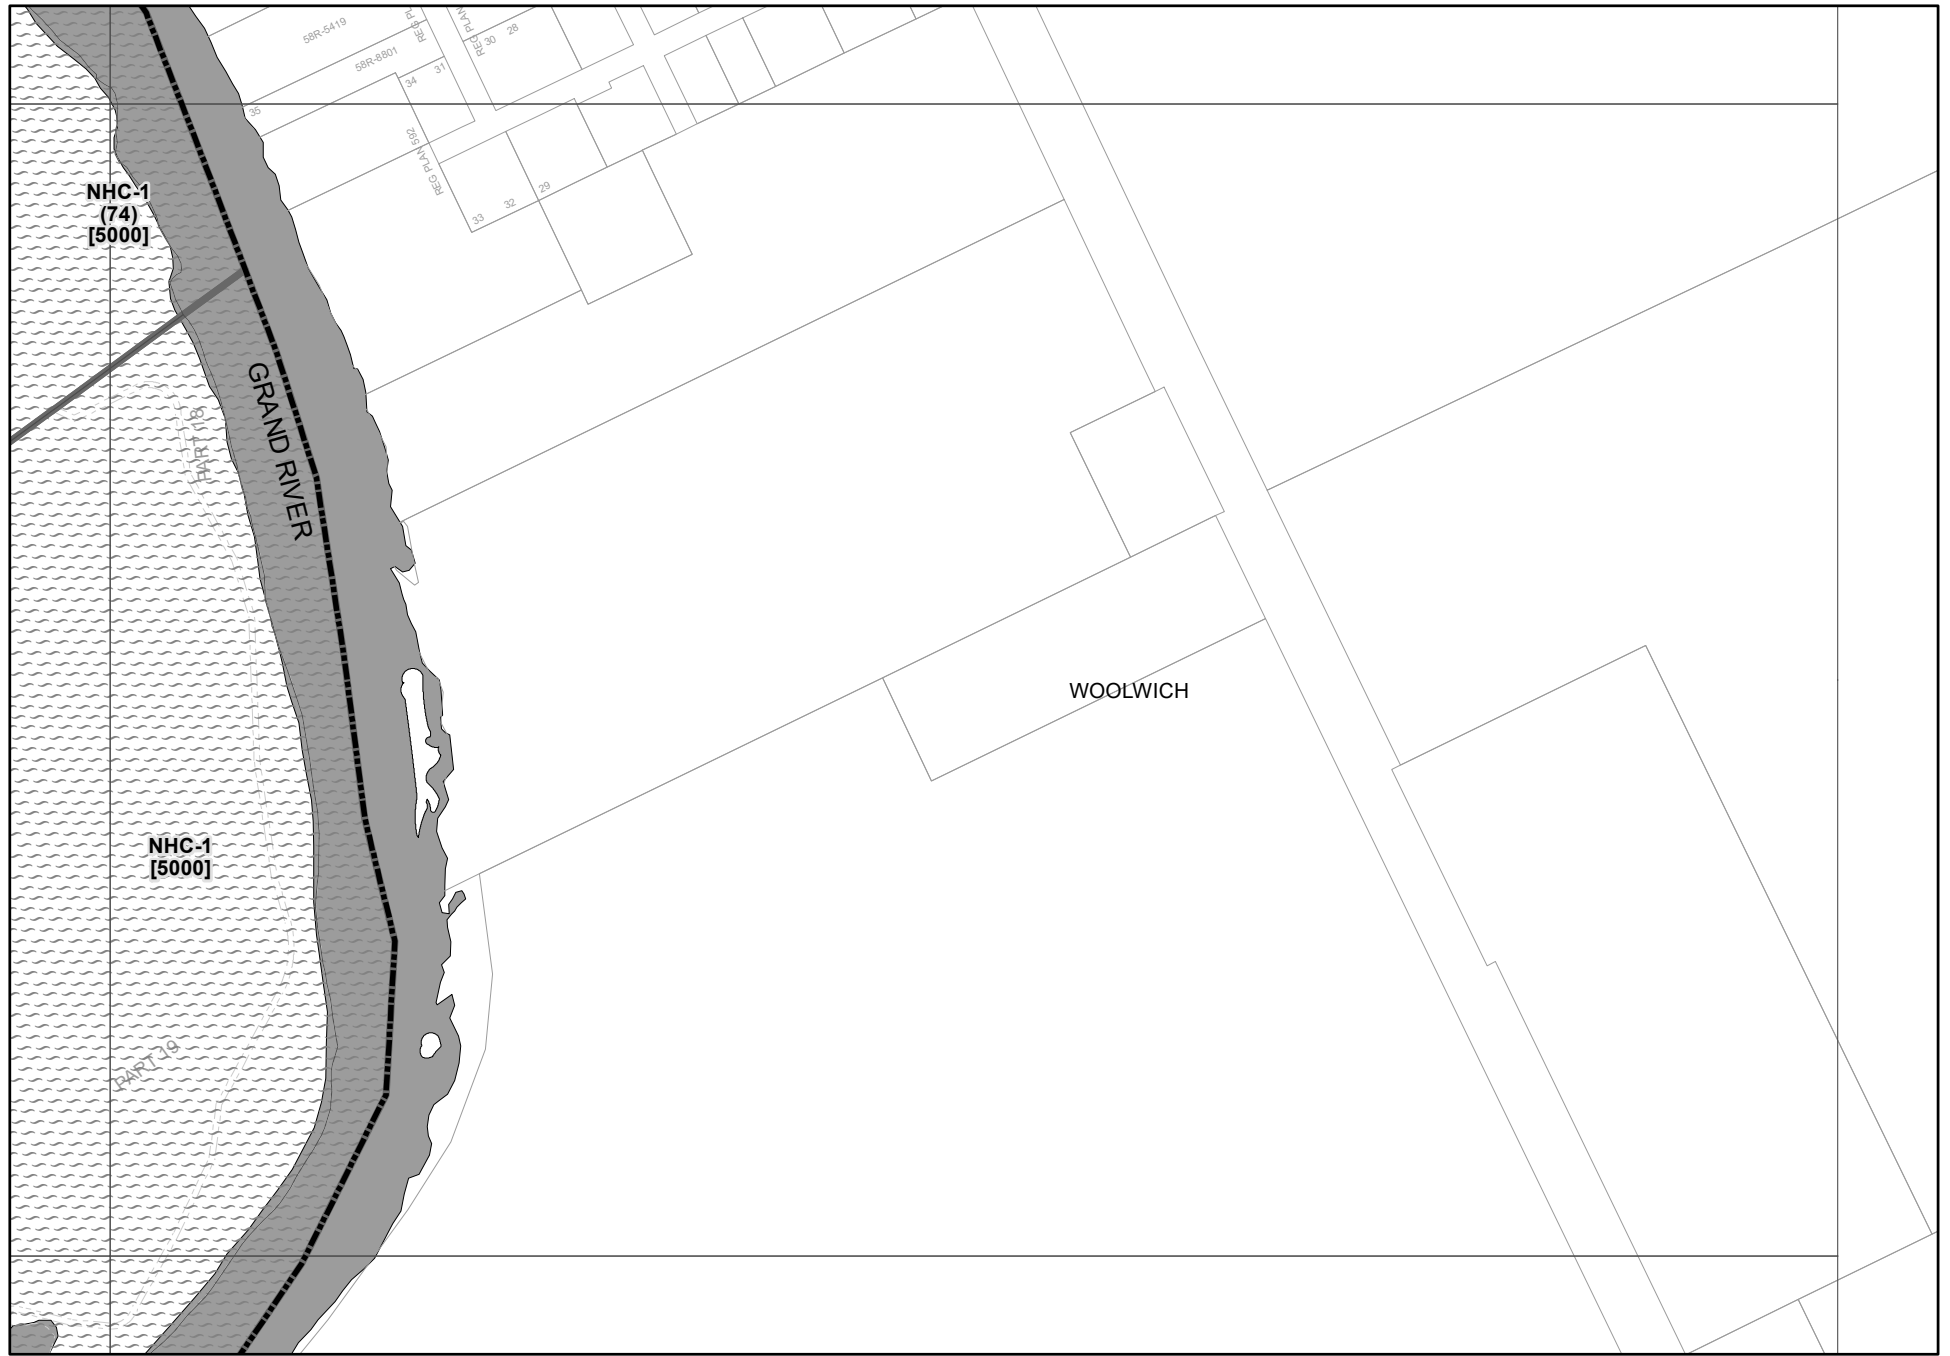 58R-5419
58R-8801
REG PL
REG PLAN
30
28
31
34
35
REG PLAN 592
29
32
33
NHC-1
(74)
[5000]
GRAND RIVER
PART 18
WOOLWICH
NHC-1
[5000]
PART 19